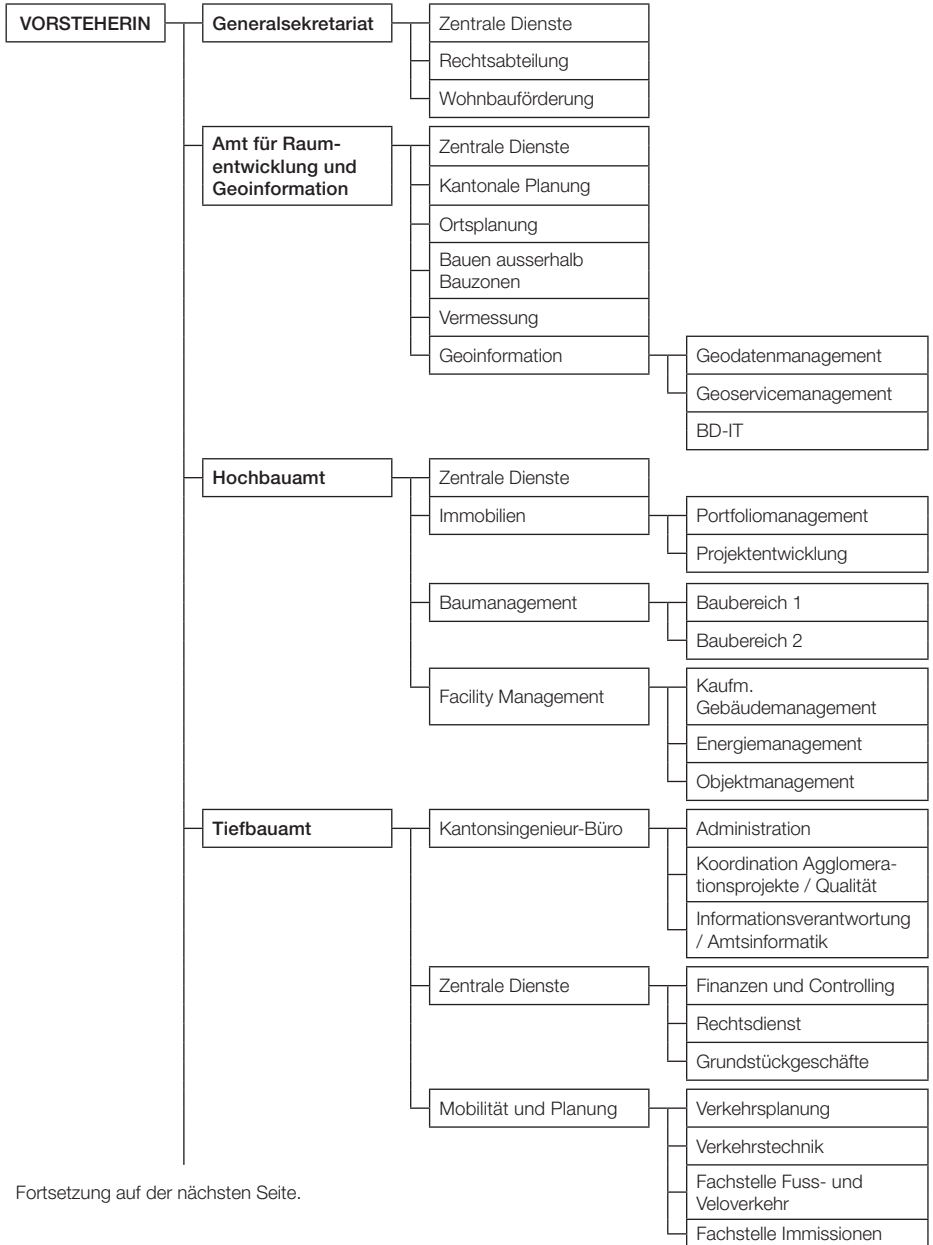 VORSTEHERIN
Generalsekretariat
Zentrale Dienste
Rechtsabteilung
Wohnbauförderung
Amt für Raum-
entwicklung und
Geoinformation
Zentrale Dienste
Kantonale Planung
Ortsplanung
Bauen ausserhalb
Bauzonen
Vermessung
Geoinformation
Geodatenmanagement
Geoservicemanagement
BD-IT
Hochbauamt
Zentrale Dienste
Immobilien
Portfoliomanagement
Projektentwicklung
Baumanagement
Baubereich 1
Baubereich 2
Facility Management
Kaufm.
Gebäudemanagement
Energiemanagement
Objektmanagement
Tiefbauamt
Kantonsingenieur-Büro
Administration
Koordination Agglomera-
tionsprojekte / Qualität
Informationsverantwortung
/ Amtsinformatik
Zentrale Dienste
Finanzen und Controlling
Rechtsdienst
Grundstückgeschäfte
Mobilität und Planung
Verkehrsplanung
Verkehrstechnik
Fachstelle Fuss- und
Veloverkehr
Fachstelle Immissionen
Fortsetzung auf der nächsten Seite.